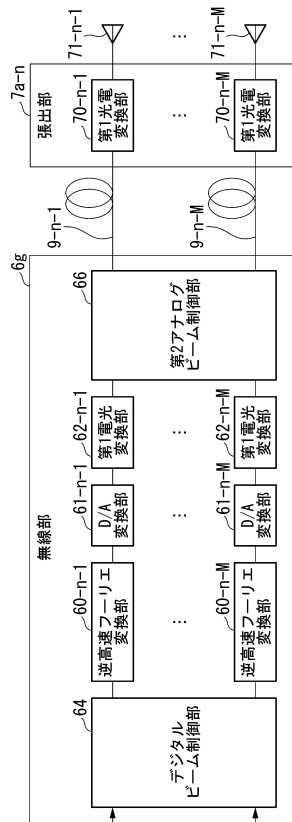 6g
無線部
64
デジタル
ビーム制御部
60-n-1
逆高速フーリエ
変換部
61-n-1
D/A
変換部
62-n-1
第1電光
変換部
66
第2アナログ
ビーム制御部
9-n-1
7a-n
張出部
70-n-1
第1光電
変換部
71-n-1
60-n-M
逆高速フーリエ
変換部
61-n-M
D/A
変換部
62-n-M
第1電光
変換部
9-n-M
70-n-M
第1光電
変換部
71-n-M